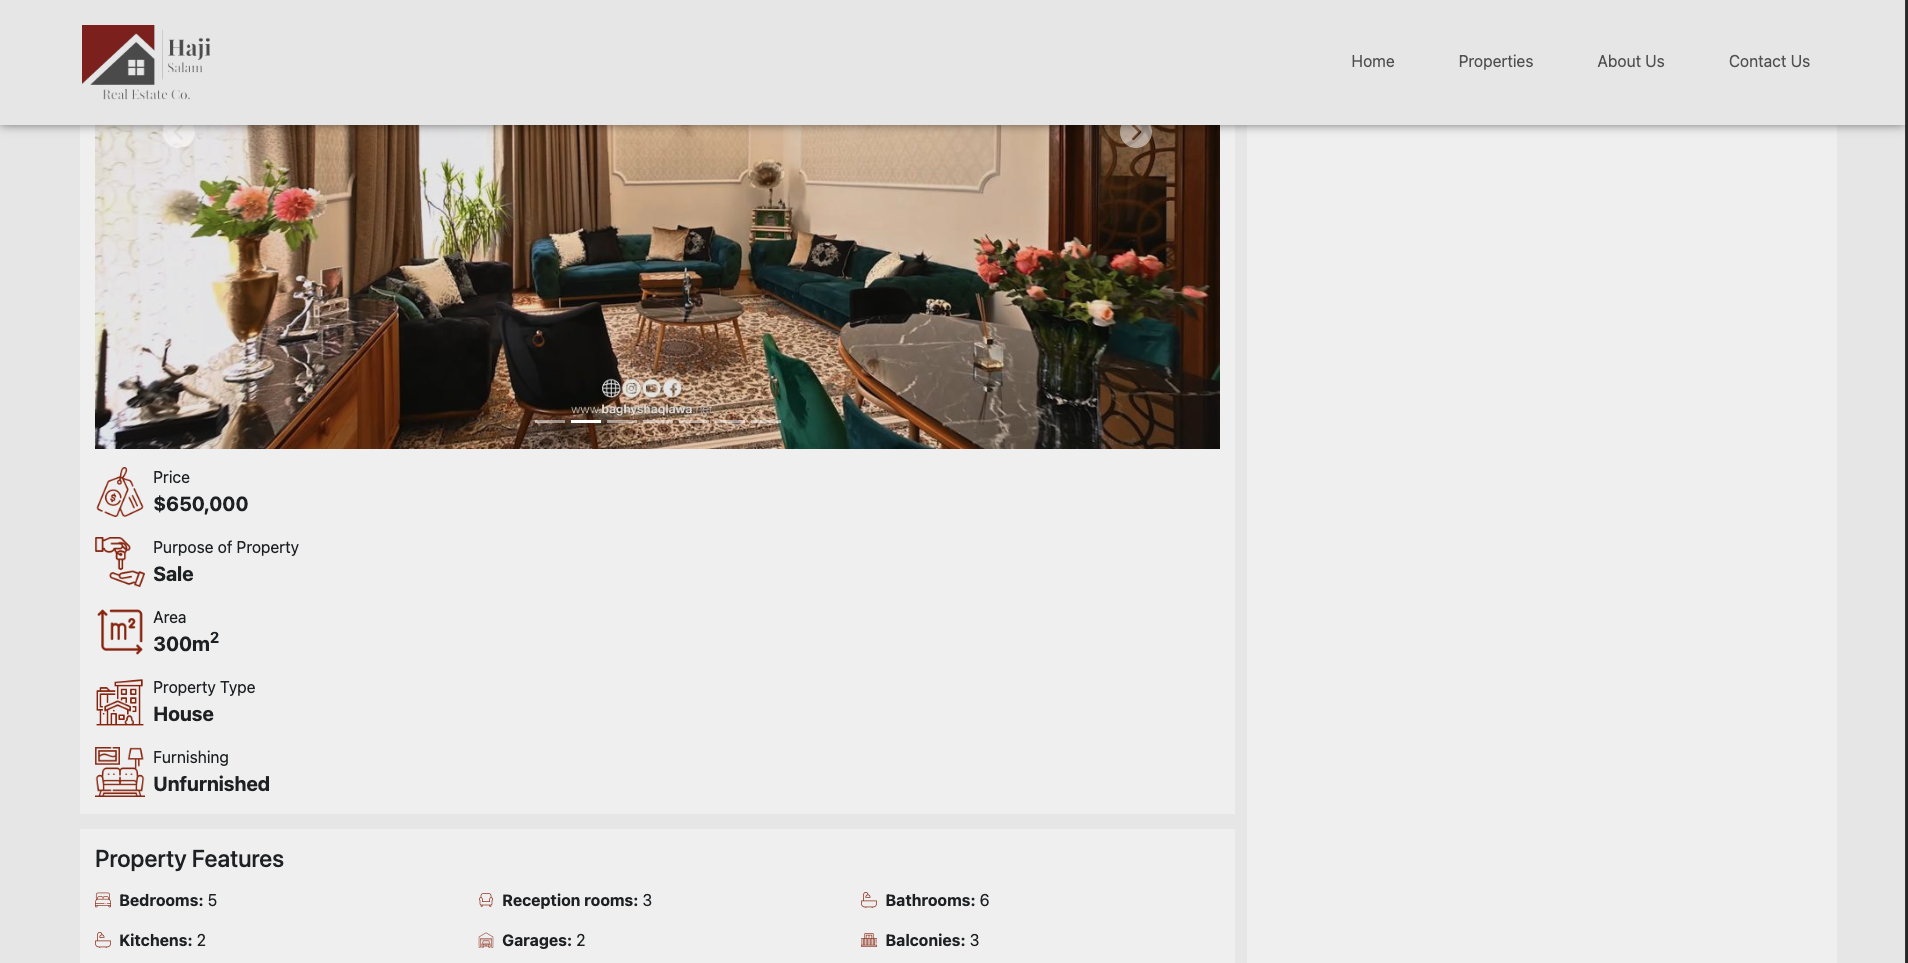 Haji
Salam
Real Estate Co.
Home
Properties
About Us
Contact Us
www.baghyshaqlawa.net
Price
$650,000
Purpose of Property
Sale
m²
Area
300m²
Property Type
House
Furnishing
Unfurnished
Property Features
Bedrooms: 5
Reception rooms: 3
Bathrooms: 6
Kitchens: 2
Garages: 2
Balconies: 3